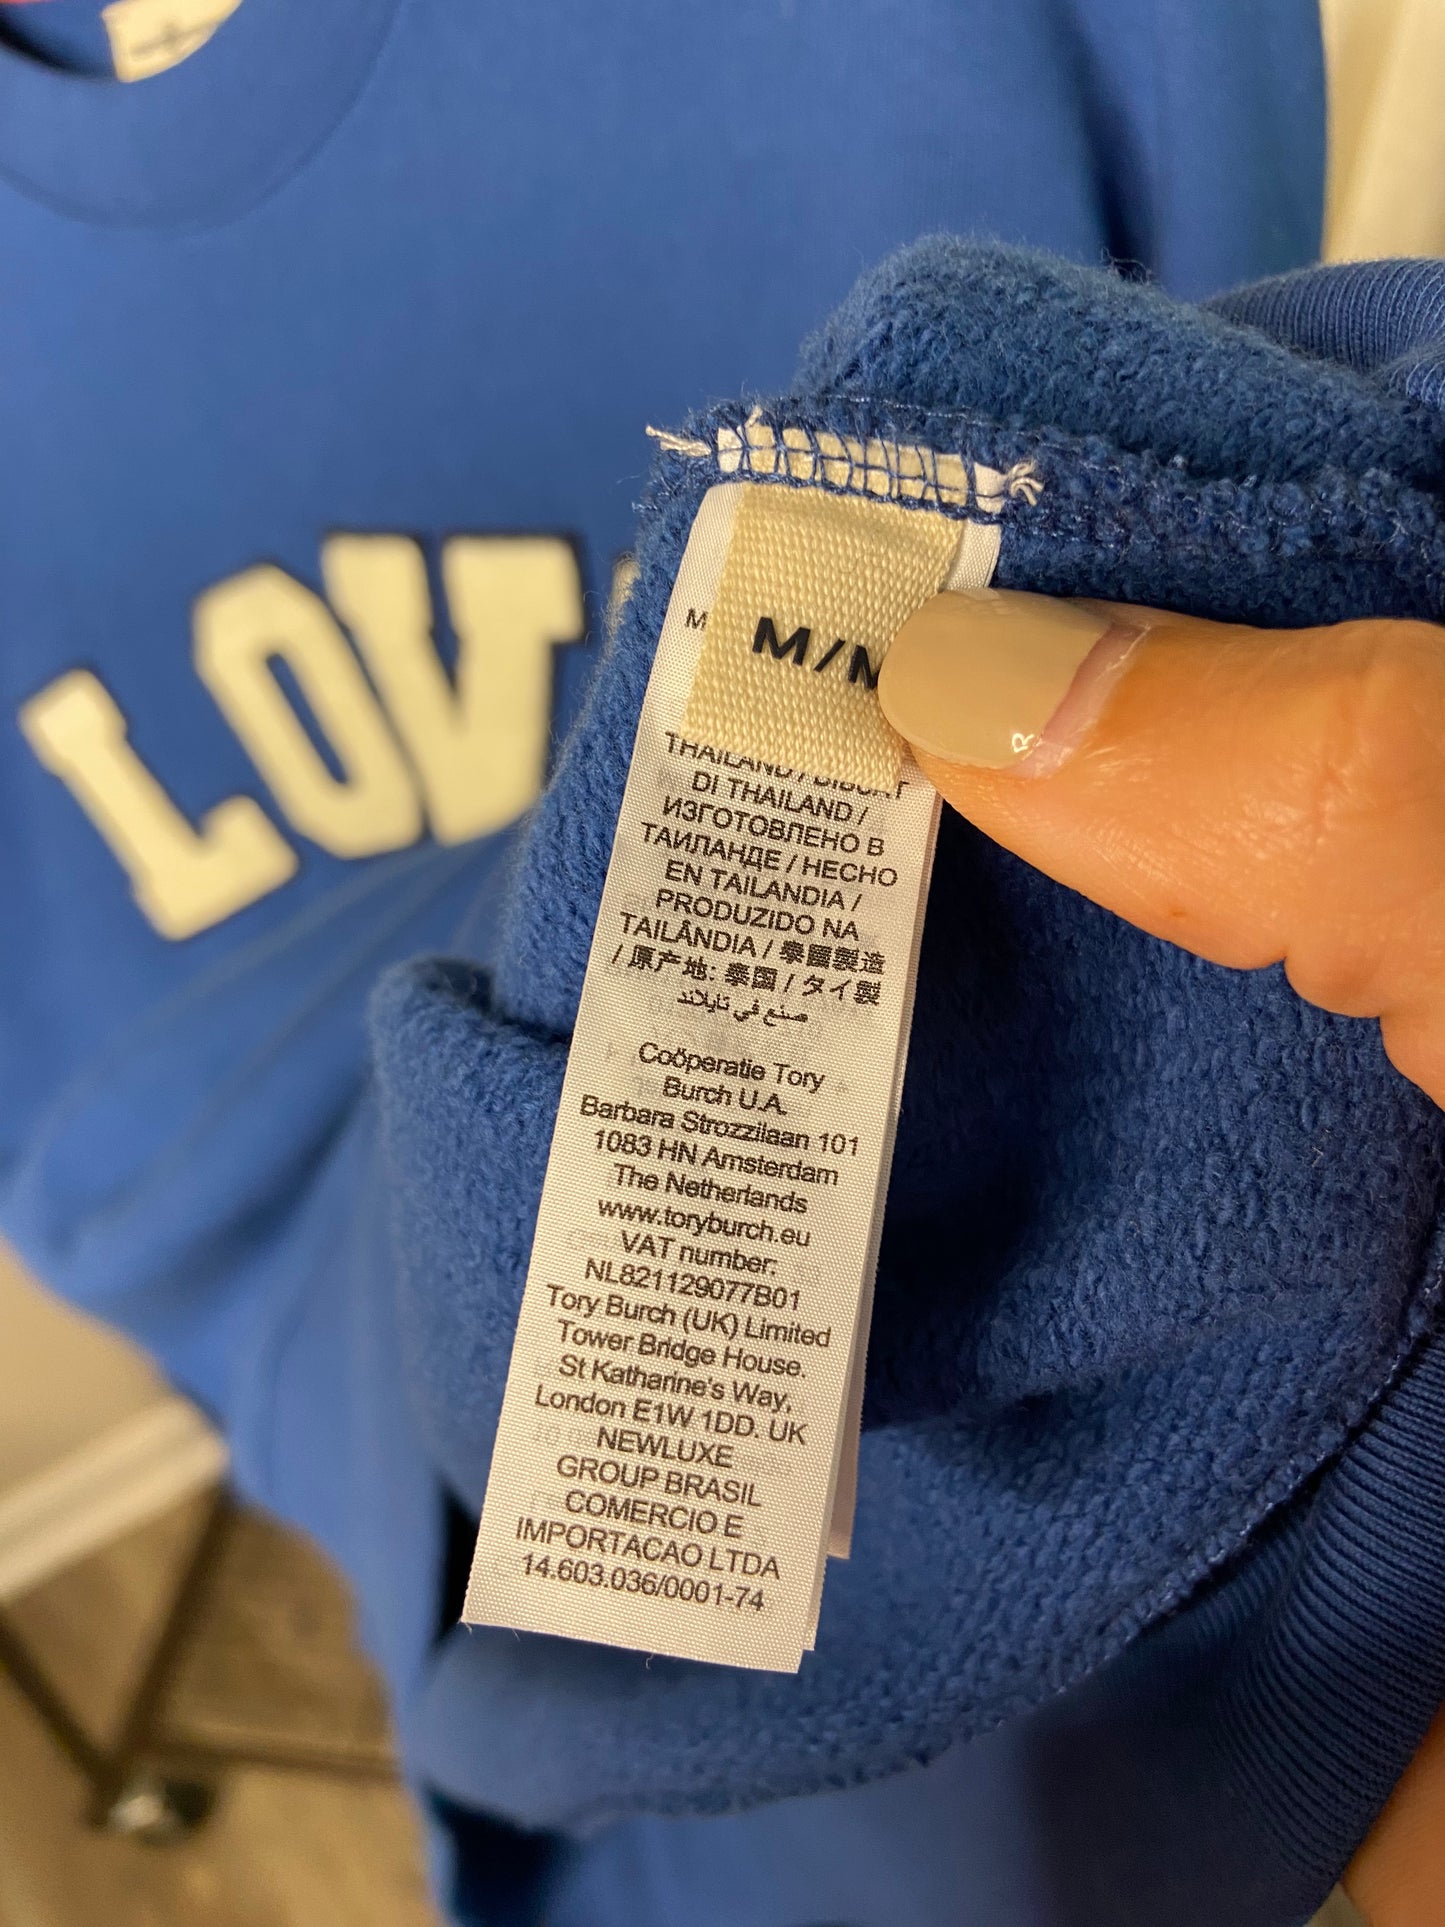 LOV
M/M
M
DI THAILAND /
ИЗГОТОВЛЕНО В
ТАИЛАНДЕ / HECHO
EN TAILANDIA /
PRODUZIDO NA
TAILÂNDIA / 泰國製造
/ 原产地: 泰国 / タイ製
صنع في تايلاند
Coöperatie Tory
Burch U.A.
Barbara Strozzilaan 101
1083 HN Amsterdam
The Netherlands
www.toryburch.eu
VAT number:
NL821129077B01
Tory Burch (UK) Limited
Tower Bridge House.
St Katharine's Way,
London E1W 1DD. UK
NEWLUXE
GROUP BRASIL
COMERCIO E
IMPORTACAO LTDA
14.603.036/0001-74